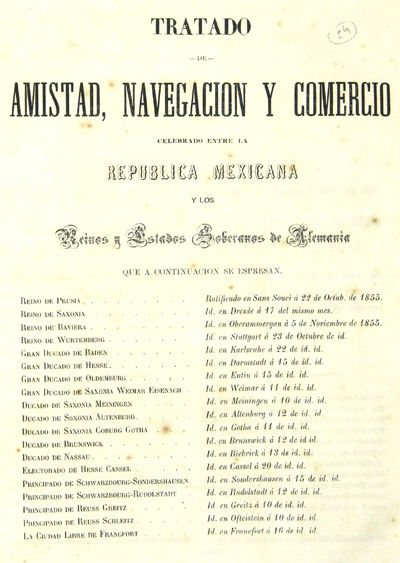 24
TRATADO
—DE—
AMISTAD, NAVEGACION Y COMERCIO
CELEBRADO ENTRE LA
REPUBLICA MEXICANA
Y LOS
Reinos y Estados Soberanos de Alemania
QUE A CONTINUACION SE ESPRESAN.
REINO DE PRUSIA . . . . . . . Ratificado en Sans Souci á 22 de Octub. de 1855.
REINO DE SAXONIA . . . . . . . Id. en Dresde á 17 del mismo mes.
REINO DE BAVIERA . . . . . . . Id. en Oberammergau á 5 de Noviembre de 1855.
REINO DE WURTEMBERG . . . . . . Id. en Stuttgart á 23 de Octubre de id.
GRAN DUCADO DE BADEN . . . . . . Id. en Karlsruhe á 22 de id. id.
GRAN DUCADO DE HESSE . . . . . . Id. en Darmstad á 15 de id. id.
GRAN DUCADO DE OLDEMBURG . . . . . Id. en Eutin á 15 de id. id.
GRAN DUCADO DE SAXONIA WEIMAR EISENACH . Id. en Weimar á 11 de id. id.
DUCADO DE SAXONIA MEININGEN . . . . Id. en Meiningen á 10 de id. id.
DUCADO DE SOXONIA ALTENBURG . . . . Id. en Altenburg á 12 de id. id.
DUCADO DE SAXONIA COBURG GOTHA . . . Id. en Gotha á 11 de id. id.
DUCADO DE BRUNSWICK . . . . . . Id. en Brunswick á 12 de id id.
DUCADO DE NASSAU . . . . . . . Id. en Biebrick á 13 de id. id.
ELECTORADO DE HESSE CASSEL . . . . . Id. en Cassel á 20 de id. id.
PRINCIPADO DE SCHWARZBOURG-SONDERSHAUSEN. Id. en Sondershausen á 15 de id. id.
PRINCIPADO DE SCHWARZBOURG-RUDOLSTADT . Id. en Rudolstadt á 12 de id. id.
PRINCIPADO DE REUSS GREITZ . . . . . Id. en Greitz á 10 de id. id.
PRINCIPADO DE REUSS SCHLEITZ . . . . Id. en Ofteistein á 10 de id. id.
LA CIUDAD LIBRE DE FRANCFORT . . . . Id. en Francfort á 16 de id. id.